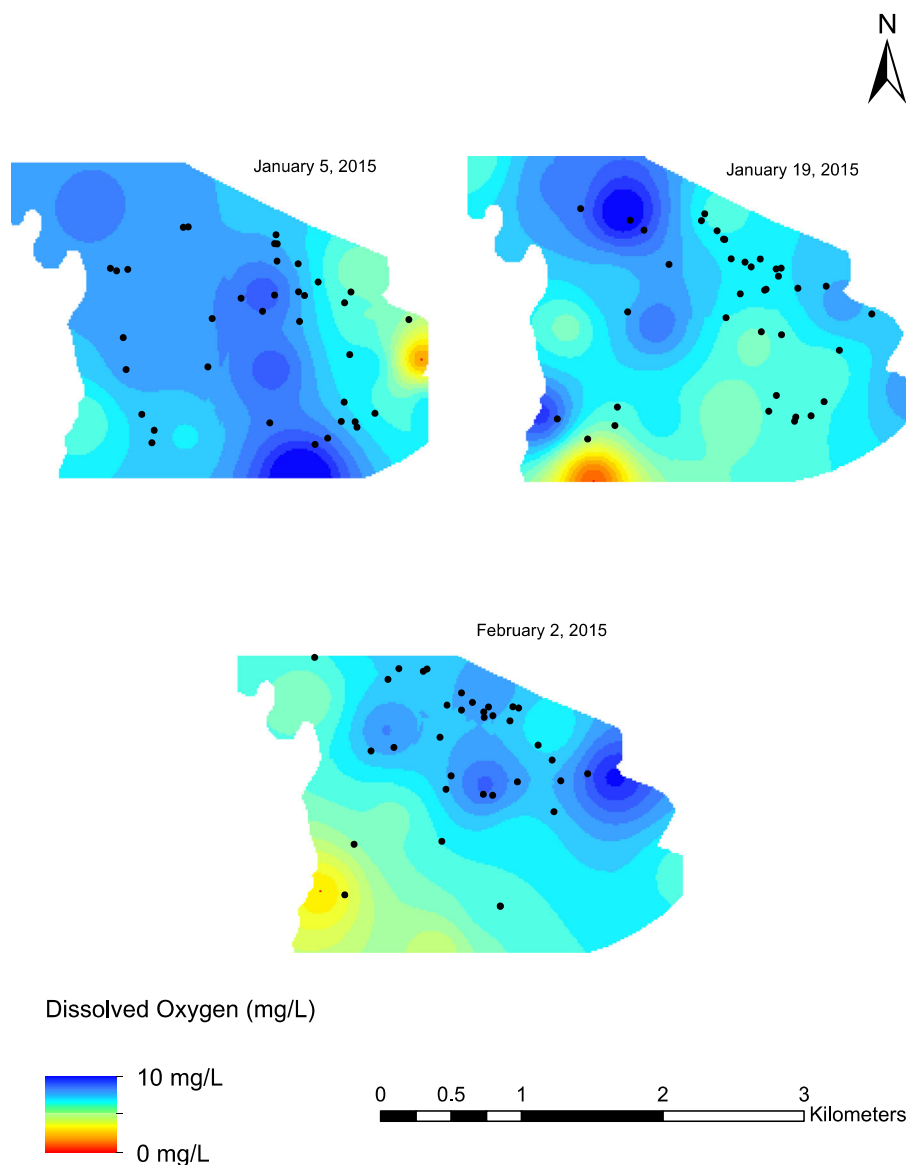 N
January 5, 2015
January 19, 2015
February 2, 2015
Dissolved Oxygen (mg/L)
10 mg/L
0 mg/L
0 0.5 1 2 3
Kilometers